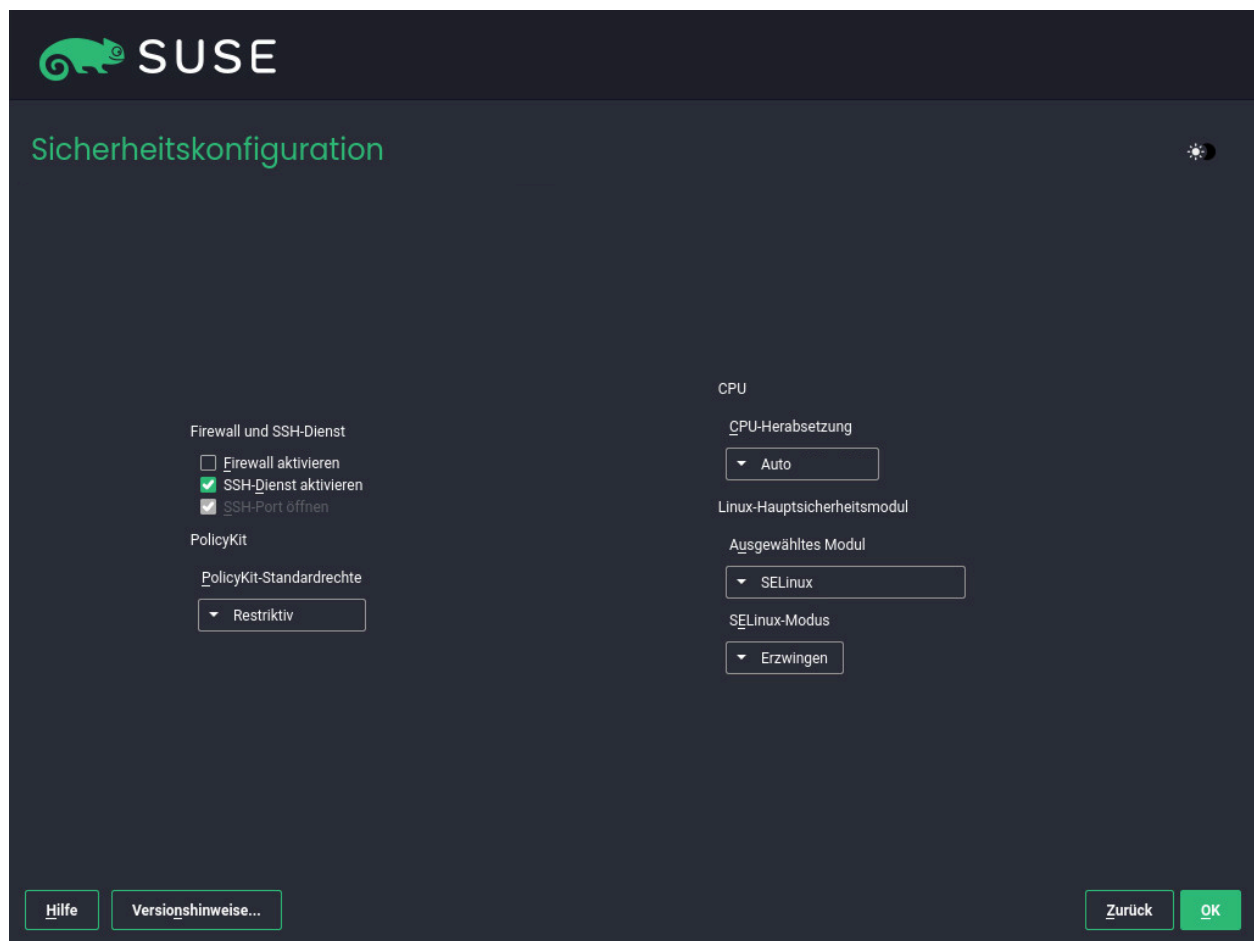 SUSE
Sicherheitskonfiguration
Firewall und SSH-Dienst
Firewall aktivieren
SSH-Dienst aktivieren
SSH-Port öffnen
PolicyKit
PolicyKit-Standardrechte
Restriktiv
CPU
CPU-Herabsetzung
Auto
Linux-Hauptsicherheitsmodul
Ausgewähltes Modul
SELinux
SELinux-Modus
Erzwingen
Hilfe
Versionshinweise...
Zurück
OK